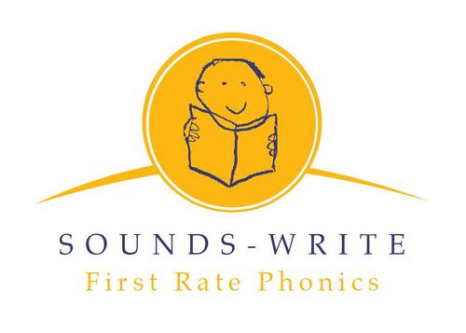 SOUNDS-WRITE
First Rate Phonics